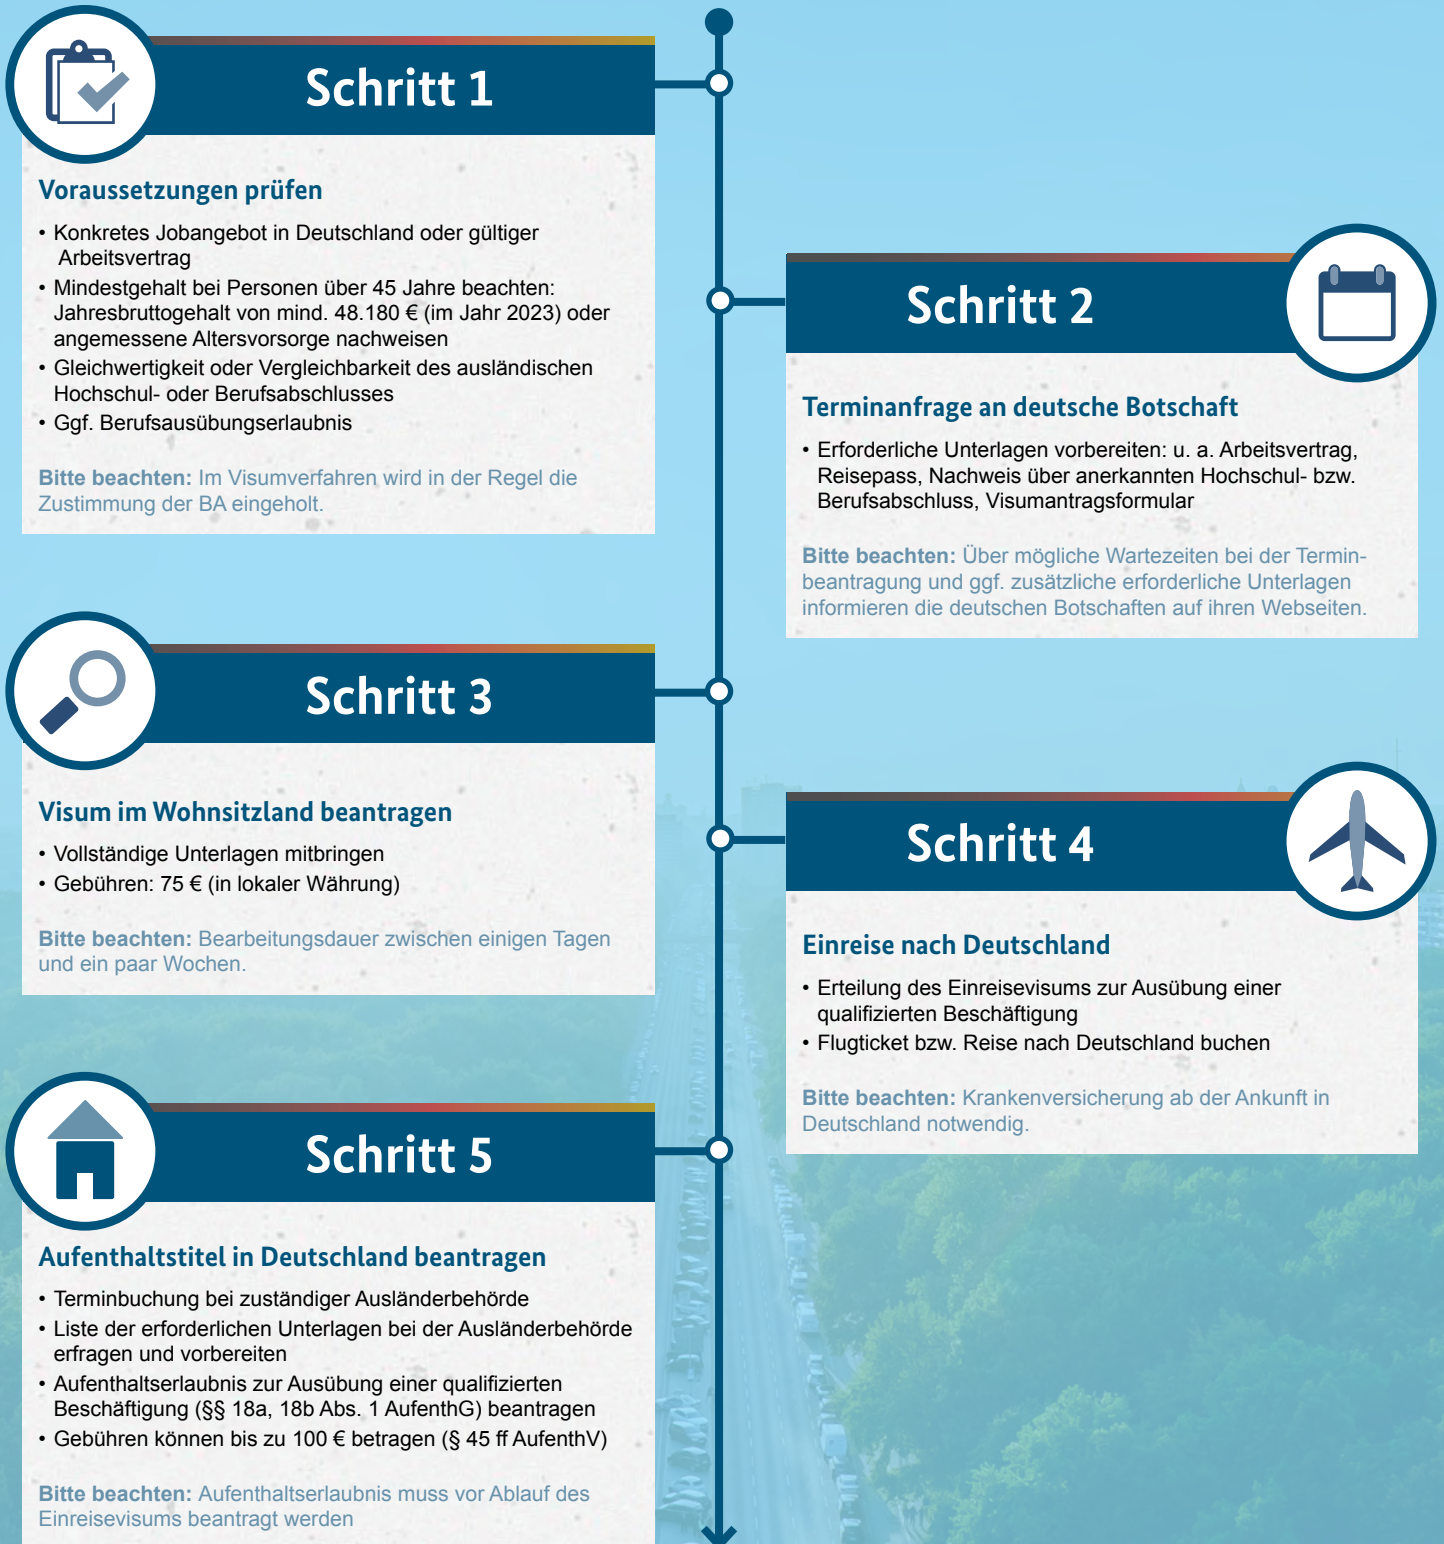 Schritt 1
Voraussetzungen prüfen
• Konkretes Jobangebot in Deutschland oder gültiger
Arbeitsvertrag
• Mindestgehalt bei Personen über 45 Jahre beachten:
Jahresbruttogehalt von mind. 48.180 € (im Jahr 2023) oder
angemessene Altersvorsorge nachweisen
• Gleichwertigkeit oder Vergleichbarkeit des ausländischen
Hochschul- oder Berufsabschlusses
• Ggf. Berufsausübungserlaubnis
Bitte beachten: Im Visumverfahren wird in der Regel die
Zustimmung der BA eingeholt.
Schritt 2
Terminanfrage an deutsche Botschaft
• Erforderliche Unterlagen vorbereiten: u. a. Arbeitsvertrag,
Reisepass, Nachweis über anerkannten Hochschul- bzw.
Berufsabschluss, Visumantragsformular
Bitte beachten: Über mögliche Wartezeiten bei der Termin-
beantragung und ggf. zusätzliche erforderliche Unterlagen
informieren die deutschen Botschaften auf ihren Webseiten.
Schritt 3
Visum im Wohnsitzland beantragen
• Vollständige Unterlagen mitbringen
• Gebühren: 75 € (in lokaler Währung)
Bitte beachten: Bearbeitungsdauer zwischen einigen Tagen
und ein paar Wochen.
Schritt 4
Einreise nach Deutschland
• Erteilung des Einreisevisums zur Ausübung einer
qualifizierten Beschäftigung
• Flugticket bzw. Reise nach Deutschland buchen
Bitte beachten: Krankenversicherung ab der Ankunft in
Deutschland notwendig.
Schritt 5
Aufenthaltstitel in Deutschland beantragen
• Terminbuchung bei zuständiger Ausländerbehörde
• Liste der erforderlichen Unterlagen bei der Ausländerbehörde
erfragen und vorbereiten
• Aufenthaltserlaubnis zur Ausübung einer qualifizierten
Beschäftigung (§§ 18a, 18b Abs. 1 AufenthG) beantragen
• Gebühren können bis zu 100 € betragen (§ 45 ff AufenthV)
Bitte beachten: Aufenthaltserlaubnis muss vor Ablauf des
Einreisevisums beantragt werden